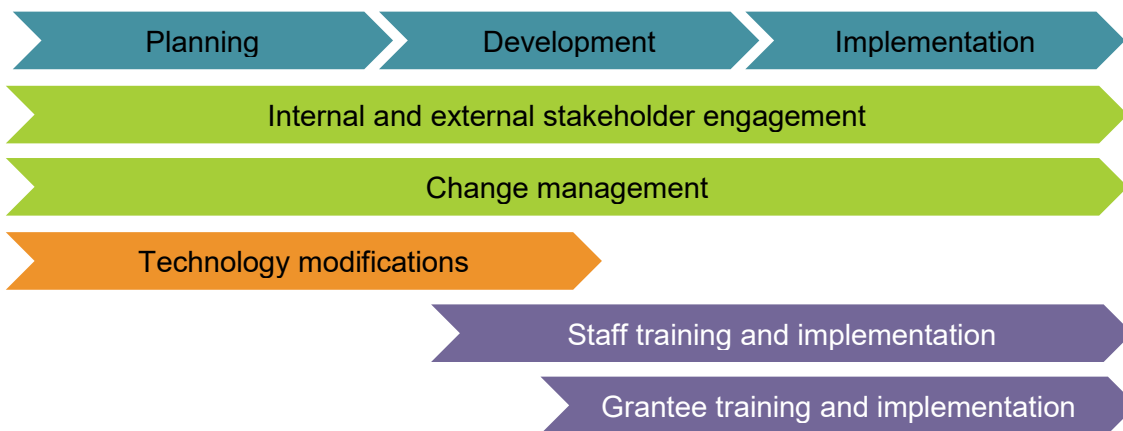 Planning
Development
Implementation
Internal and external stakeholder engagement
Change management
Technology modifications
Staff training and implementation
Grantee training and implementation